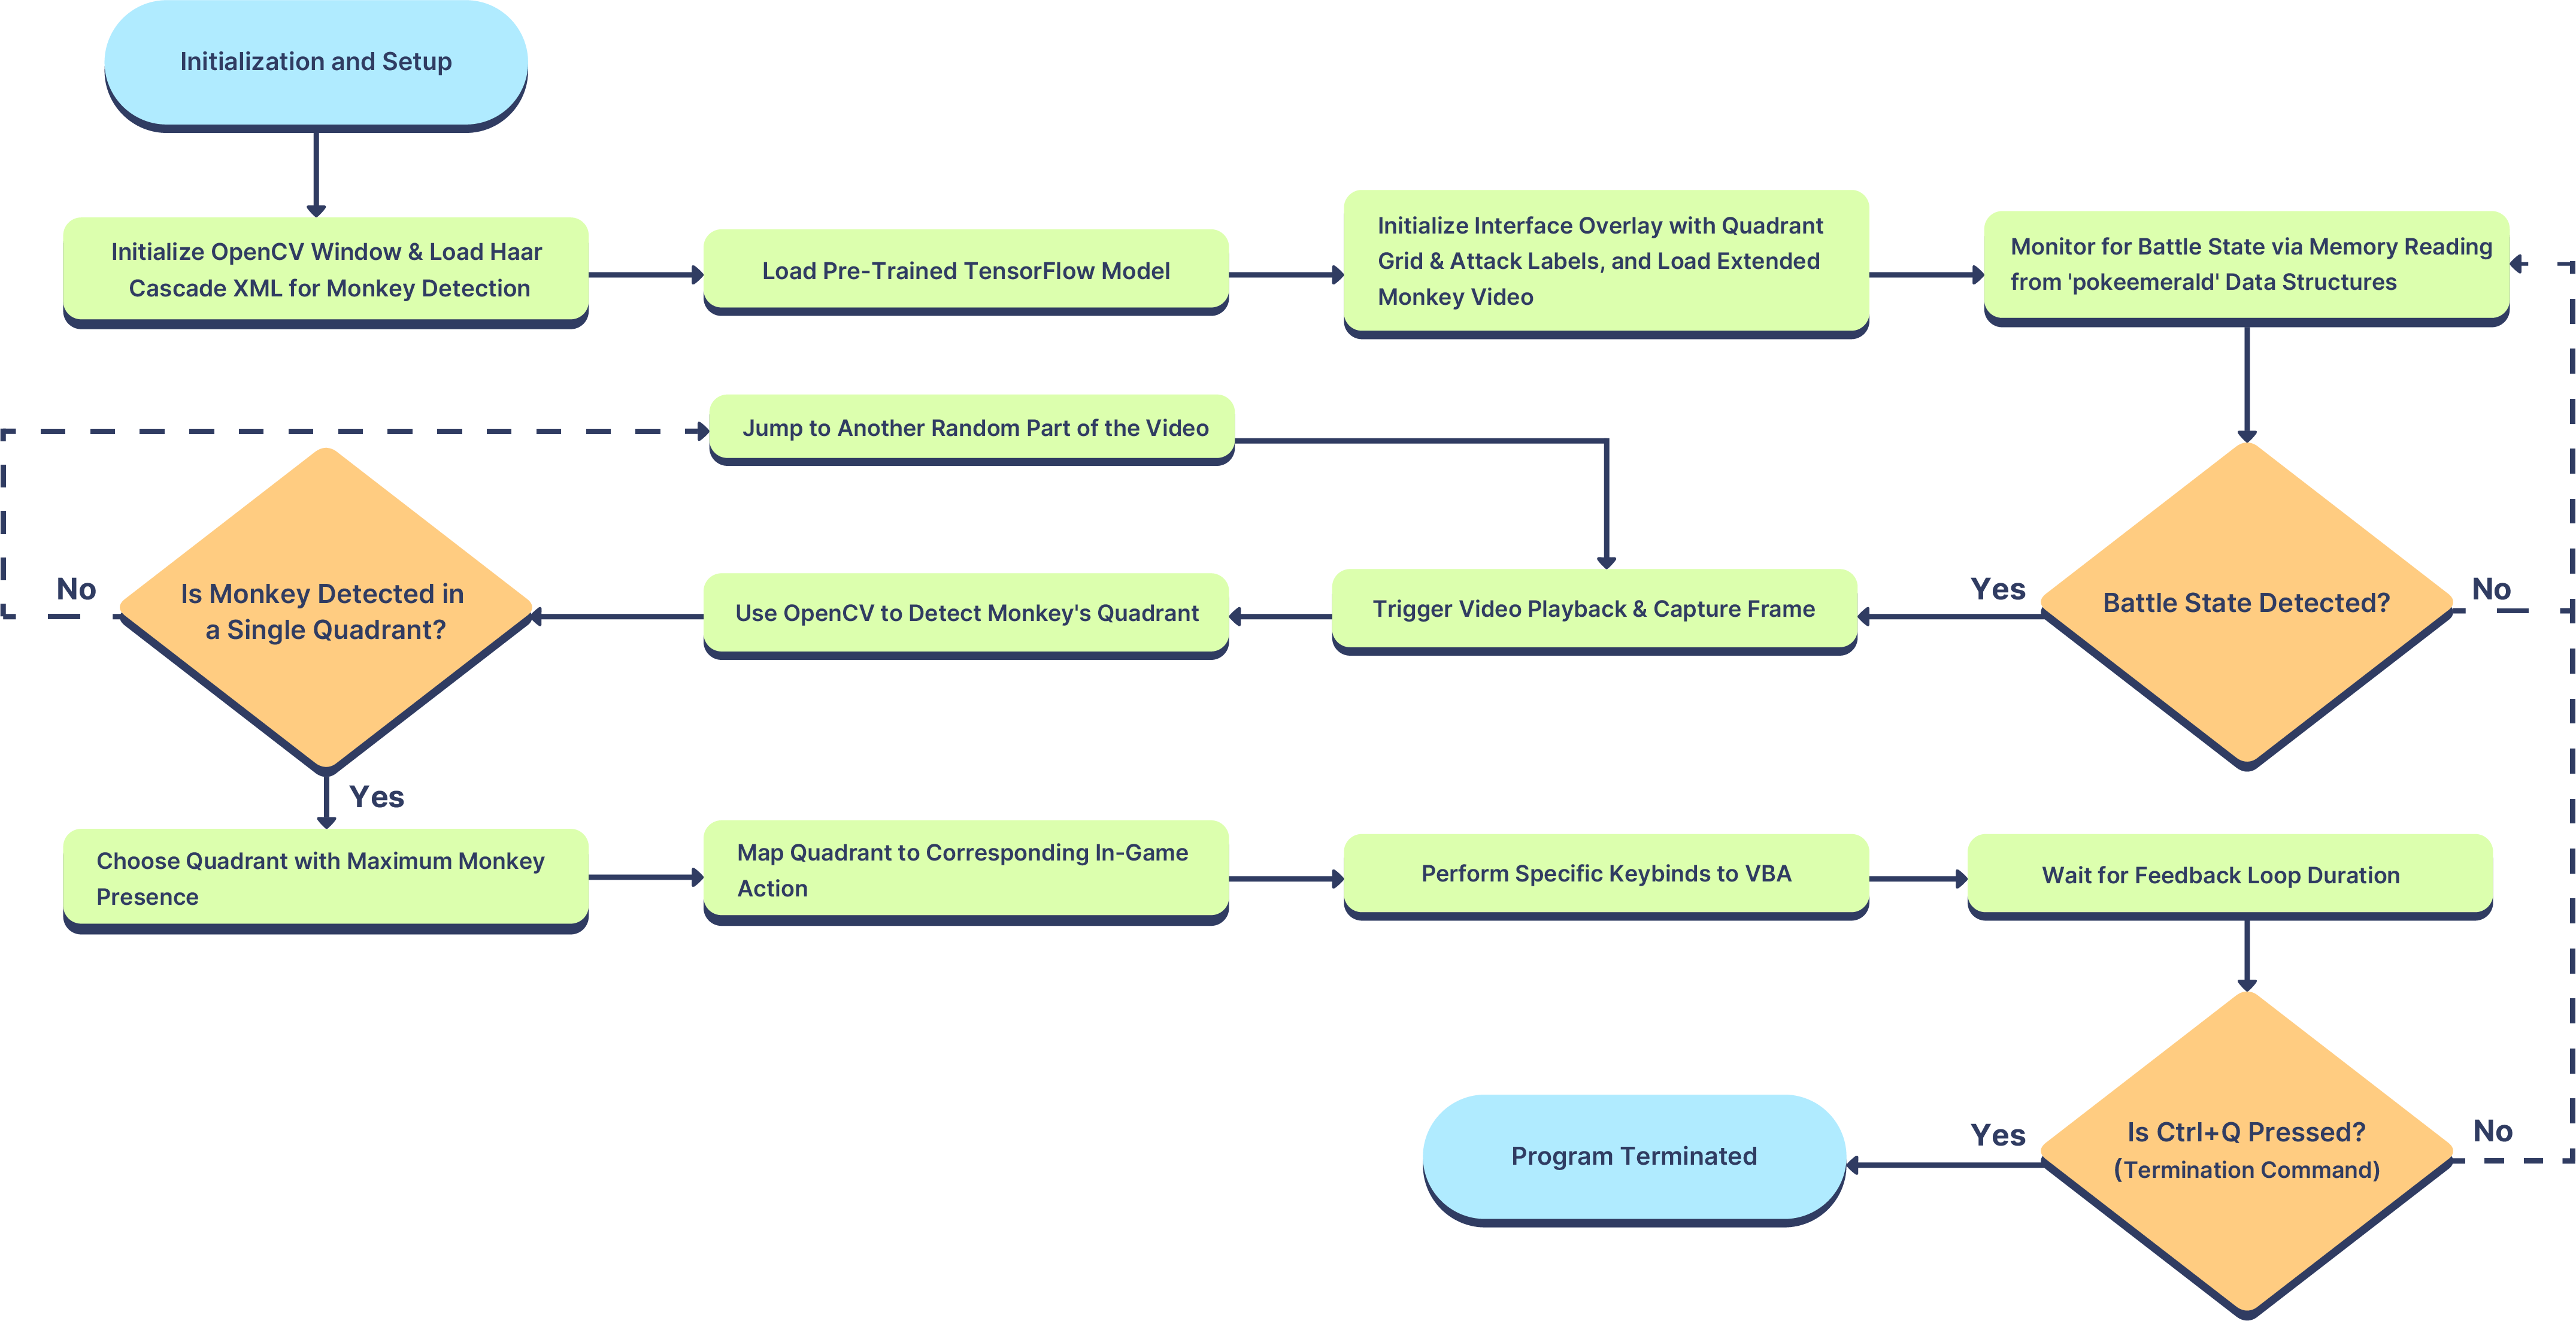 Initialization and Setup
Initialize OpenCV Window & Load Haar
Cascade XML for Monkey Detection
Load Pre-Trained TensorFlow Model
Initialize Interface Overlay with Quadrant
Grid & Attack Labels, and Load Extended
Monkey Video
Monitor for Battle State via Memory Reading
from 'pokeemerald' Data Structures
Jump to Another Random Part of the Video
No
Is Monkey Detected in
a Single Quadrant?
Use OpenCV to Detect Monkey's Quadrant
Trigger Video Playback & Capture Frame
Yes
Battle State Detected?
No
Yes
Choose Quadrant with Maximum Monkey
Presence
Map Quadrant to Corresponding In-Game
Action
Perform Specific Keybinds to VBA
Wait for Feedback Loop Duration
Program Terminated
Yes
Is Ctrl+Q Pressed?
(Termination Command)
No